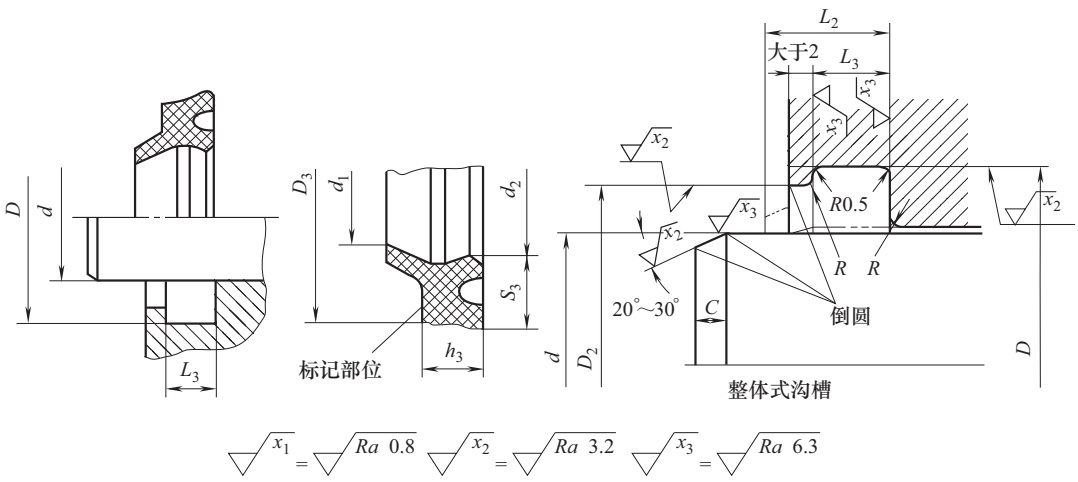 L₂
大于2
L₃
x₃
x₃
x₂
D
d
D₃
d₁
d₂
D₂
x₃
x₂
R0.5
x₂
S₃
20°～30°
C
R
R
倒圆
d
D
L₃
h₃
标记部位
整体式沟槽
x₁ = Ra 0.8 x₂ = Ra 3.2 x₃ = Ra 6.3